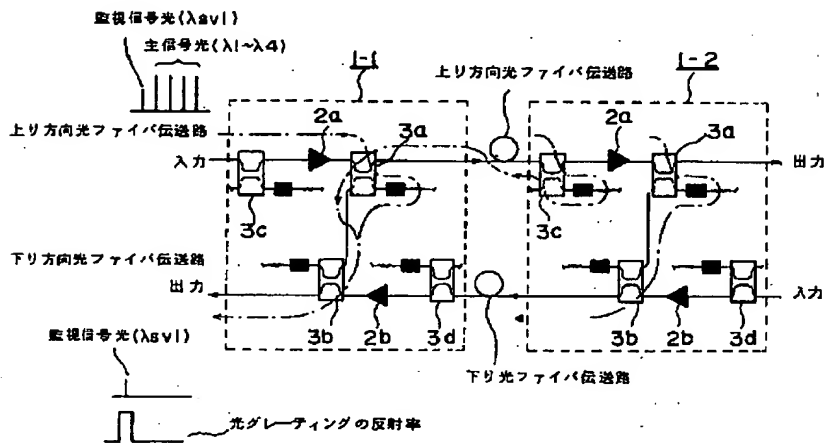 監視信号光(λsv1)
主信号光(λ1~λ4)
1-1
上り方向光ファイバ伝送路
1-2
上り方向光ファイバ伝送路
2a
3a
2a
3a
入力
出力
3c
3c
下り方向光ファイバ伝送路
出力
入力
3b
2b
3d
3b
2b
3d
監視信号光(λsv1)
下り光ファイバ伝送路
光グレーティングの反射率